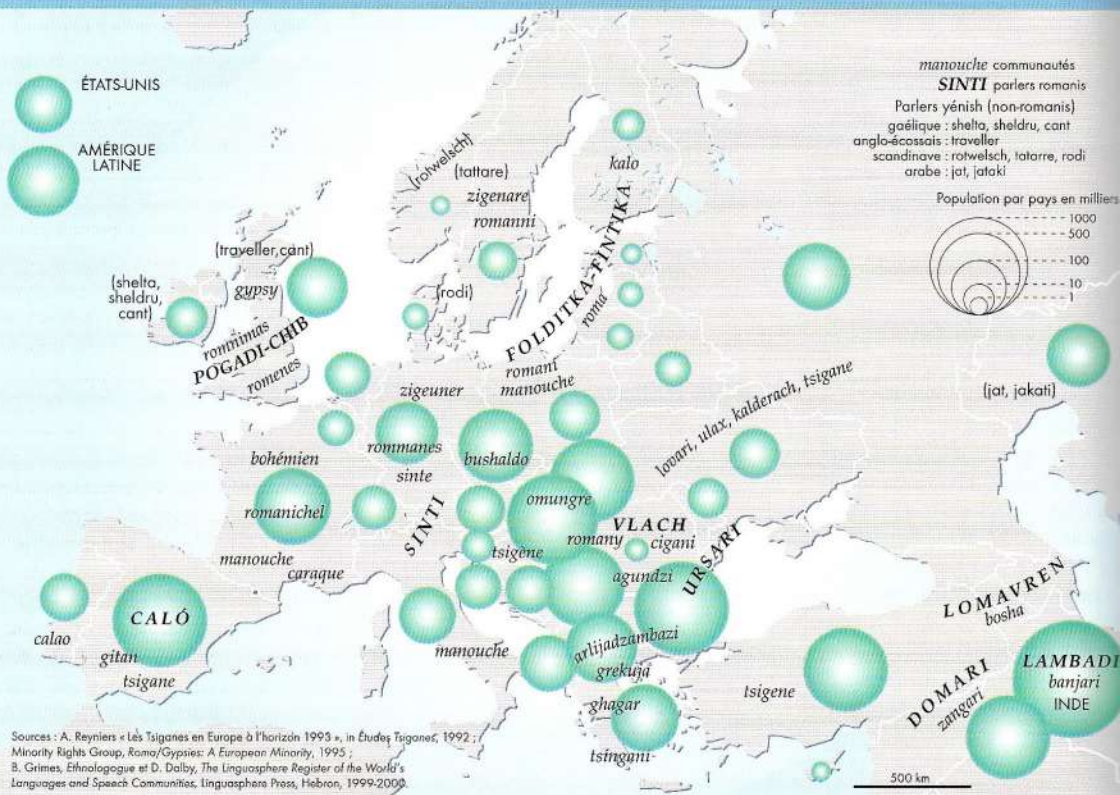 ÉTATS-UNIS
AMÉRIQUE
LATINE
manouche communautés
SINTI parlers romanis
Parlers yénish (non-romanis)
gaélique : shelta, sheldru, cant
anglo-écossais : traveller
scandinave : rotwelsch, tatarre, rodi
arabe : jat, jataki
Population par pays en milliers
1000
500
100
10
1
(rotwelsch)
(tattare)
zigenare
romanni
kalo
(traveller,cant)
gypsy
(shelta,
sheldru,
cant)
romnimas
POGADI-CHIB
romenes
(rodi)
FOLDITKA-FINTIKA
roma
romani
manouche
zigeuner
rommanes
sinte
bushaldo
lovari, ulax, kalderach, tsigane
(jat, jakati)
bohémien
romanichel
manouche
caraque
SINTI
omungre
VLACH
romany
cigani
tsigène
agundzi
URSARI
CALÓ
calao
gitan
tsigane
manouche
arlijadzambazi
grekuja
ghagar
tsingani
tsigene
LOMAVREN
bosha
DOMARI
zangari
LAMBADI
banjari
INDE
Sources : A. Reyniers « Les Tsiganes en Europe à l'horizon 1993 », in Études Tsiganes, 1992 ;
Minority Rights Group, Roma/Gypsies: A European Minority, 1995 ;
B. Grimes, Ethnologogue et D. Dalby, The Linguasphere Register of the World's
Languages and Speech Communities, Linguasphere Press, Hebron, 1999-2000.
500 km